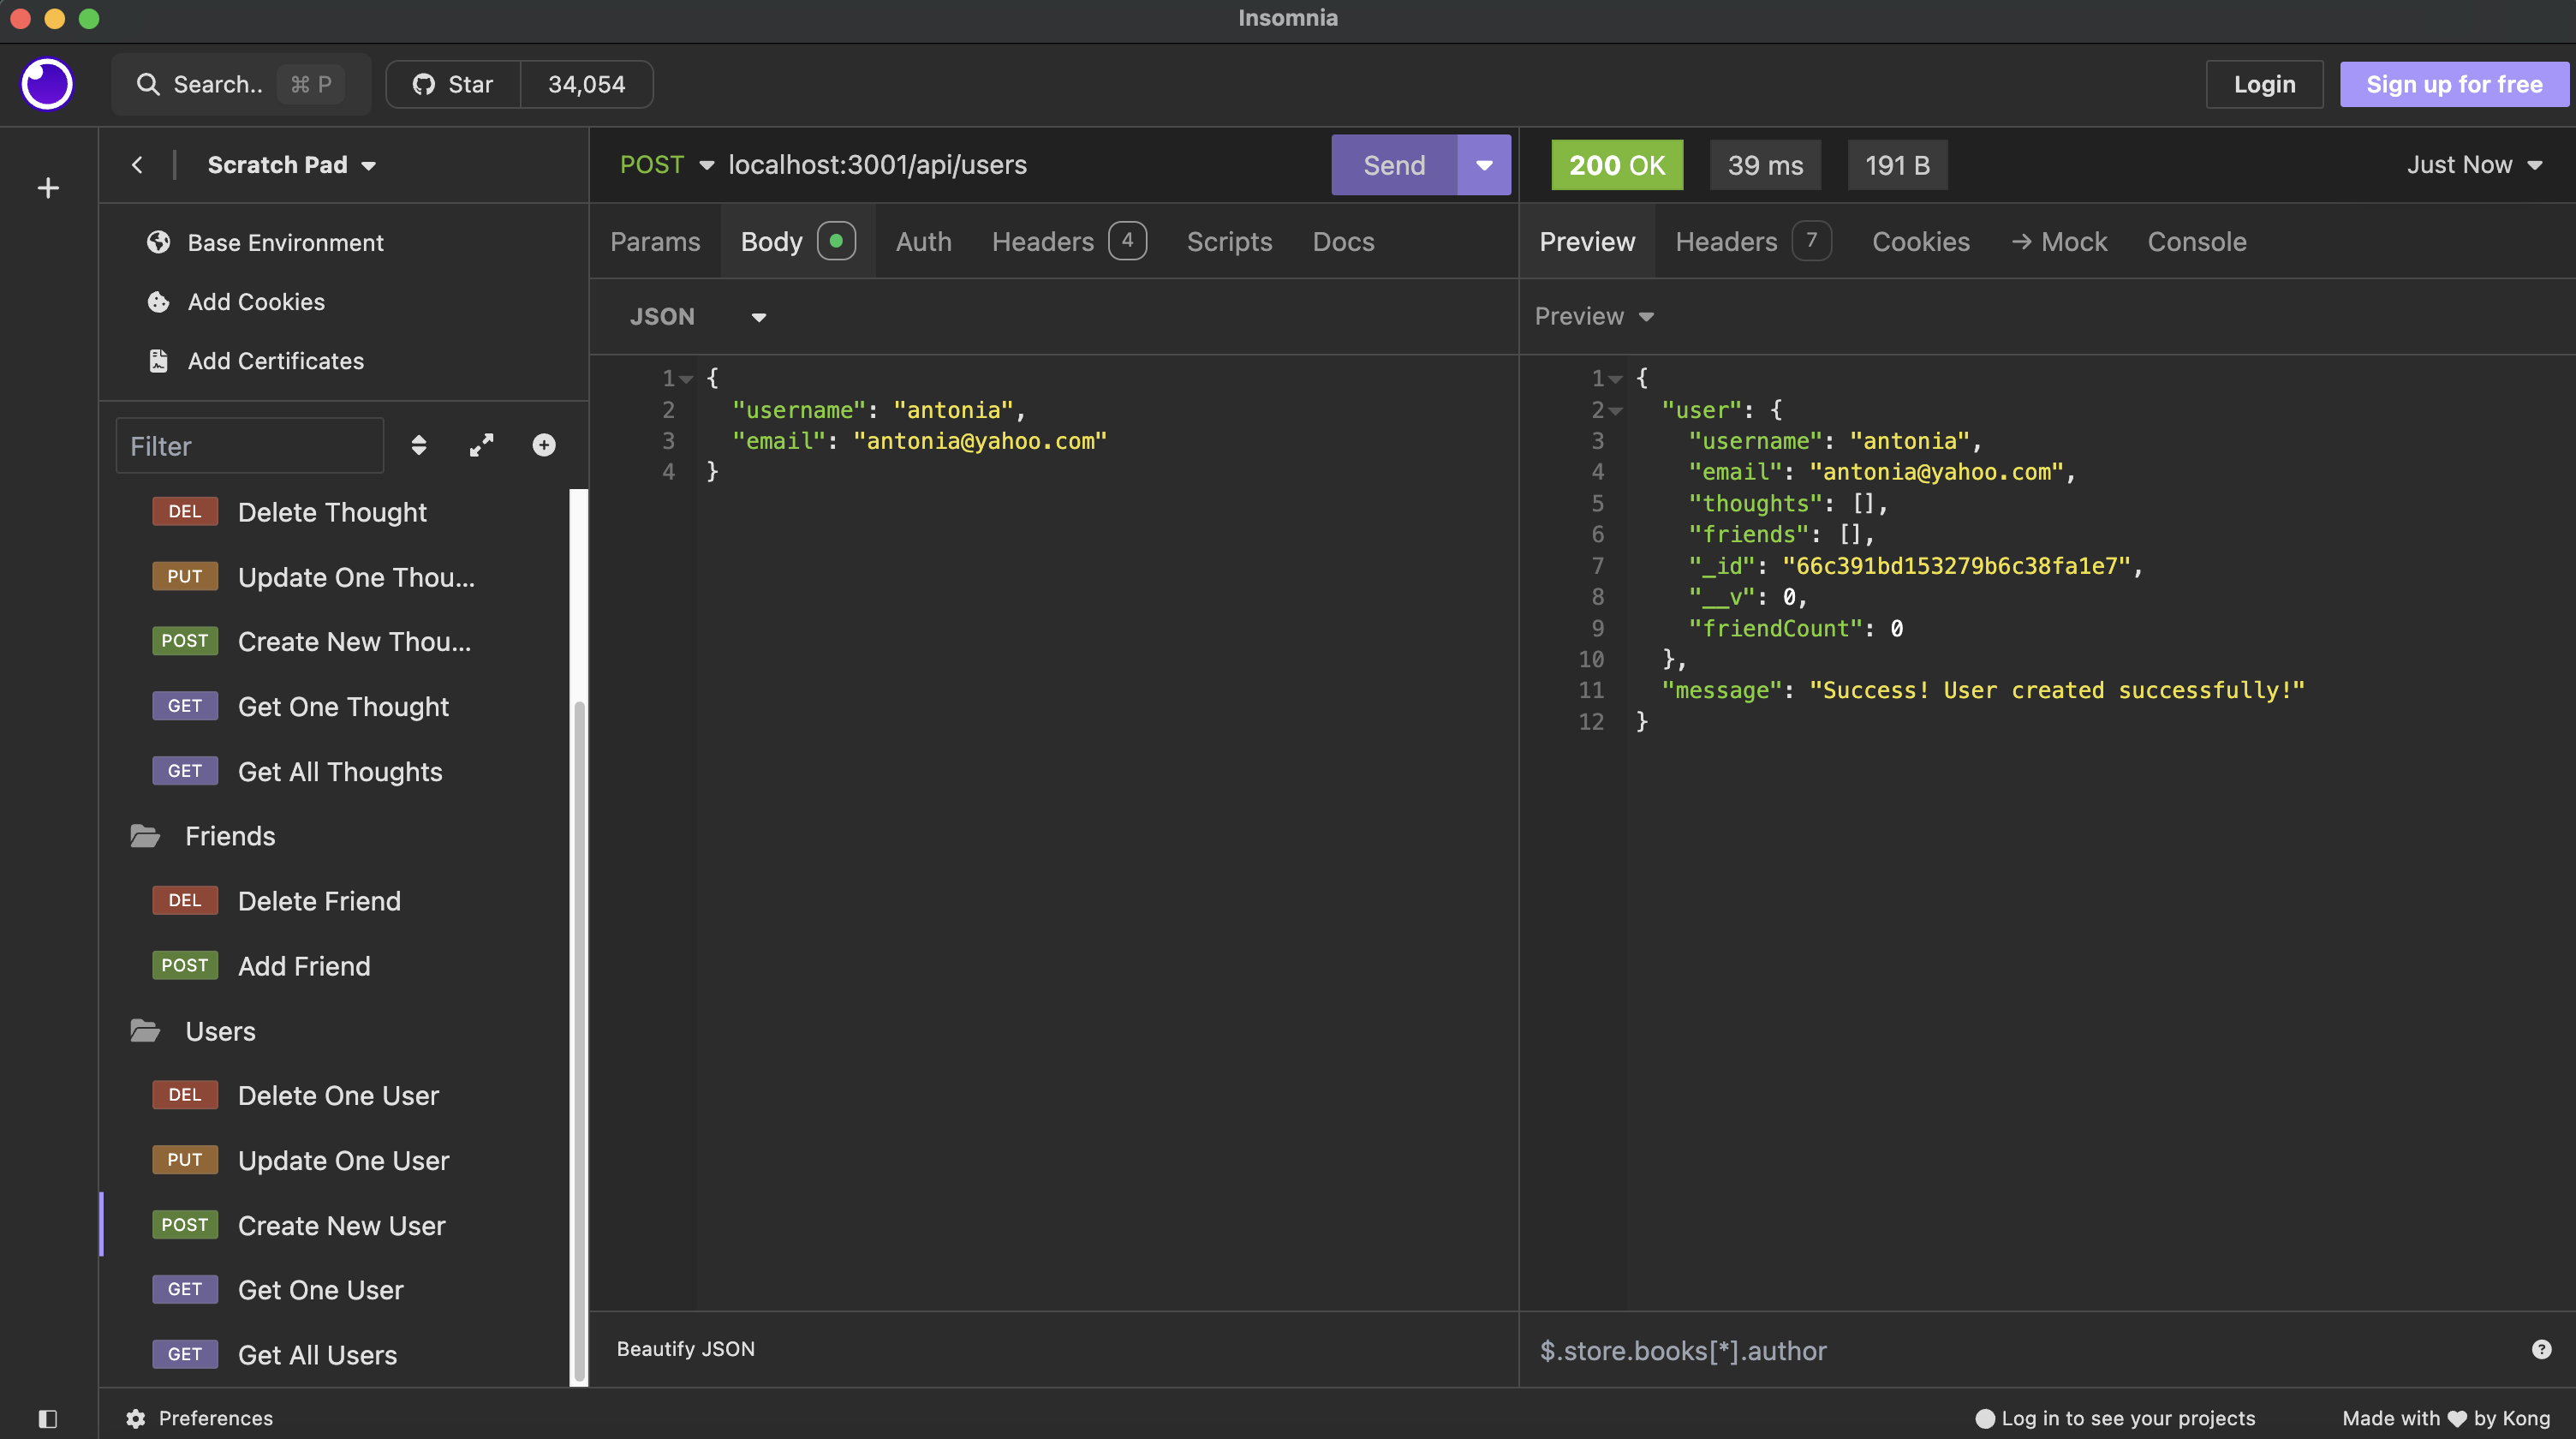 Insomnia
Search.. ⌘ P
Star 34,054
Login
Sign up for free
Scratch Pad
Base Environment
Add Cookies
Add Certificates
Filter
DEL Delete Thought
PUT Update One Thou...
POST Create New Thou...
GET Get One Thought
GET Get All Thoughts
Friends
DEL Delete Friend
POST Add Friend
Users
DEL Delete One User
PUT Update One User
POST Create New User
GET Get One User
GET Get All Users
POST localhost:3001/api/users
Send
Params Body Auth Headers 4 Scripts Docs
JSON
1 {
2 "username": "antonia",
3 "email": "antonia@yahoo.com"
4 }
Beautify JSON
200 OK 39 ms 191 B Just Now
Preview Headers 7 Cookies → Mock Console
Preview
1 {
2 "user": {
3 "username": "antonia",
4 "email": "antonia@yahoo.com",
5 "thoughts": [],
6 "friends": [],
7 "_id": "66c391bd153279b6c38fa1e7",
8 "__v": 0,
9 "friendCount": 0
10 },
11 "message": "Success! User created successfully!"
12 }
$.store.books[*].author
Preferences
Log in to see your projects
Made with ♥ by Kong